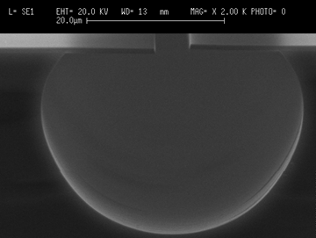 L= SE1 EHT= 20.0 KV WD= 13 mm MAG= X 2.00 K PHOTO= 0
20.0µm